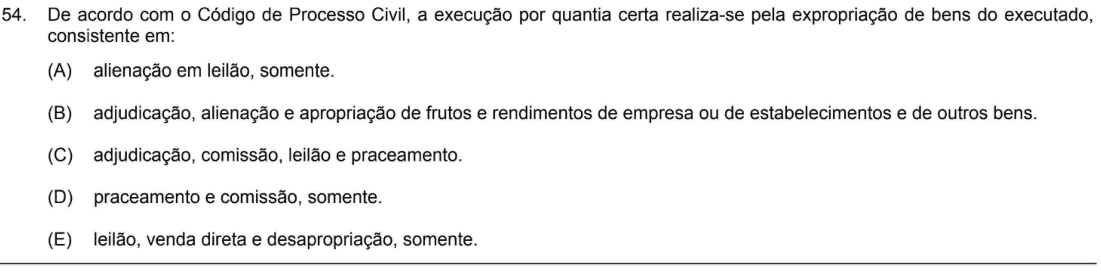 54. De acordo com o Código de Processo Civil, a execução por quantia certa realiza-se pela expropriação de bens do executado,
consistente em:
(A) alienação em leilão, somente.
(B) adjudicação, alienação e apropriação de frutos e rendimentos de empresa ou de estabelecimentos e de outros bens.
(C) adjudicação, comissão, leilão e praceamento.
(D) praceamento e comissão, somente.
(E) leilão, venda direta e desapropriação, somente.